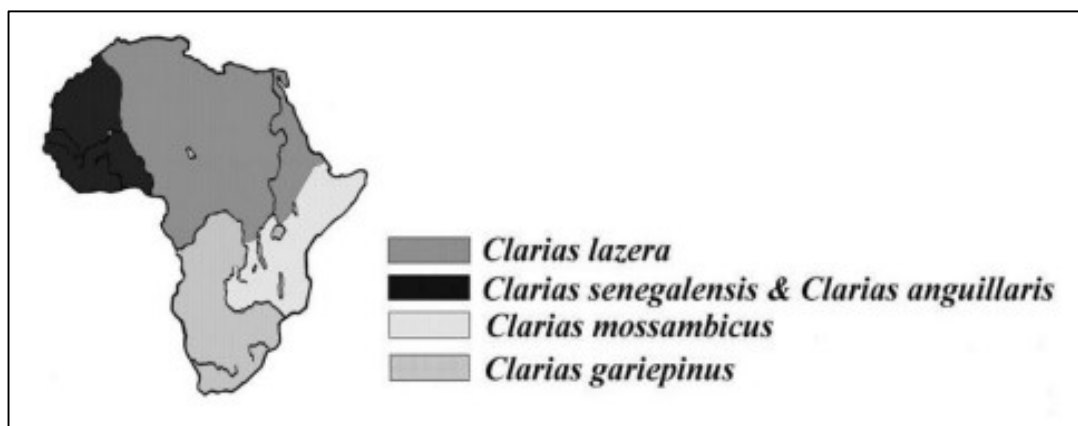 Clarias lazera
Clarias senegalensis & Clarias anguillaris
Clarias mossambicus
Clarias gariepinus